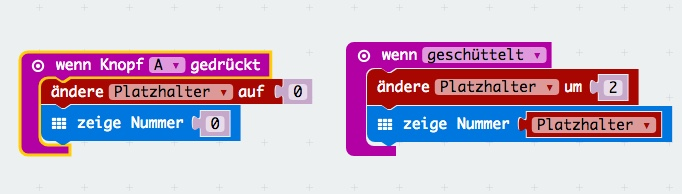 wenn Knopf A gedrückt
ändere Platzhalter auf 0
zeige Nummer 0
wenn geschüttelt
ändere Platzhalter um 2
zeige Nummer Platzhalter